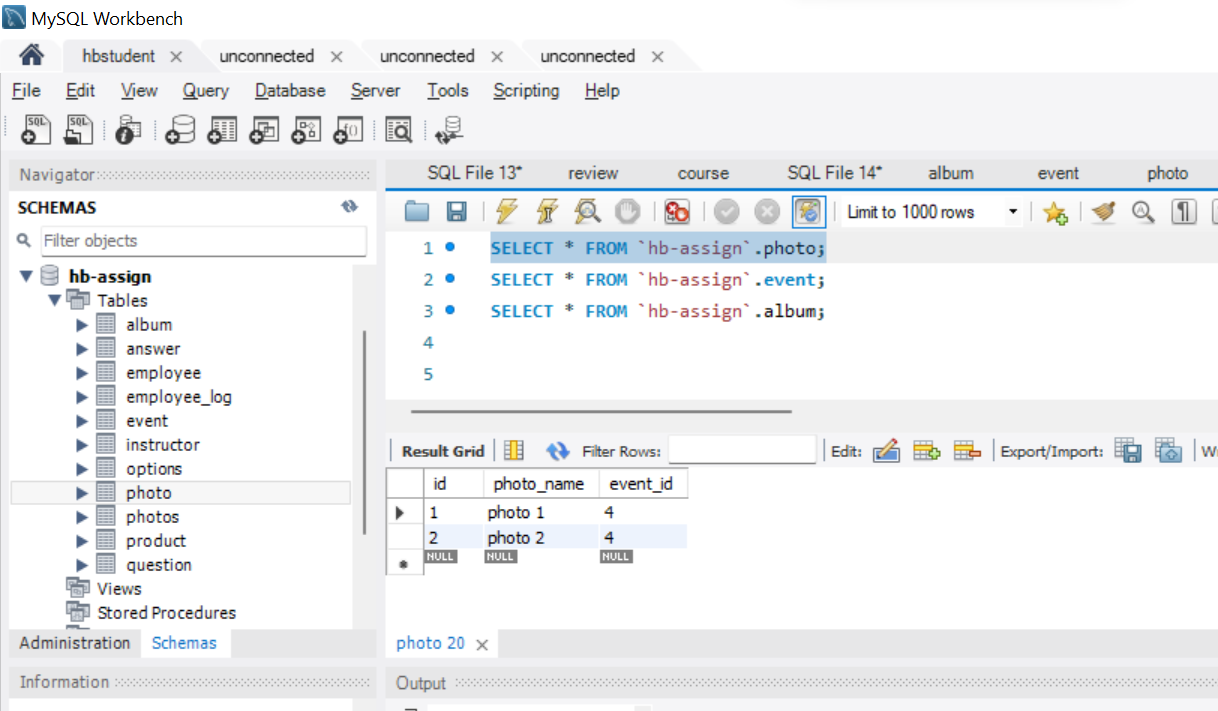 MySQL Workbench
hbstudent unconnected unconnected unconnected
File Edit View Query Database Server Tools Scripting Help
Navigator
SCHEMAS
Filter objects
hb-assign
Tables
album
answer
employee
employee_log
event
instructor
options
photo
photos
product
question
Views
Stored Procedures
Administration Schemas
Information
SQL File 13* review course SQL File 14* album event photo
Limit to 1000 rows
1 SELECT * FROM `hb-assign`.photo;
2 SELECT * FROM `hb-assign`.event;
3 SELECT * FROM `hb-assign`.album;
4
5
Result Grid Filter Rows: Edit: Export/Import:
id photo_name event_id
1 photo 1 4
2 photo 2 4
NULL NULL NULL
photo 20
Output